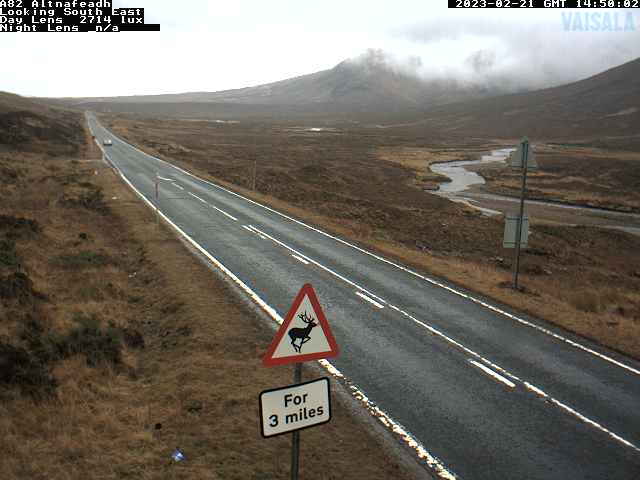 A82 Altnafeadh
Looking South East
Day Lens 2714 lux
Night Lens n/a
2023-02-21 GMT 14:50:02
VAISALA
For
3 miles